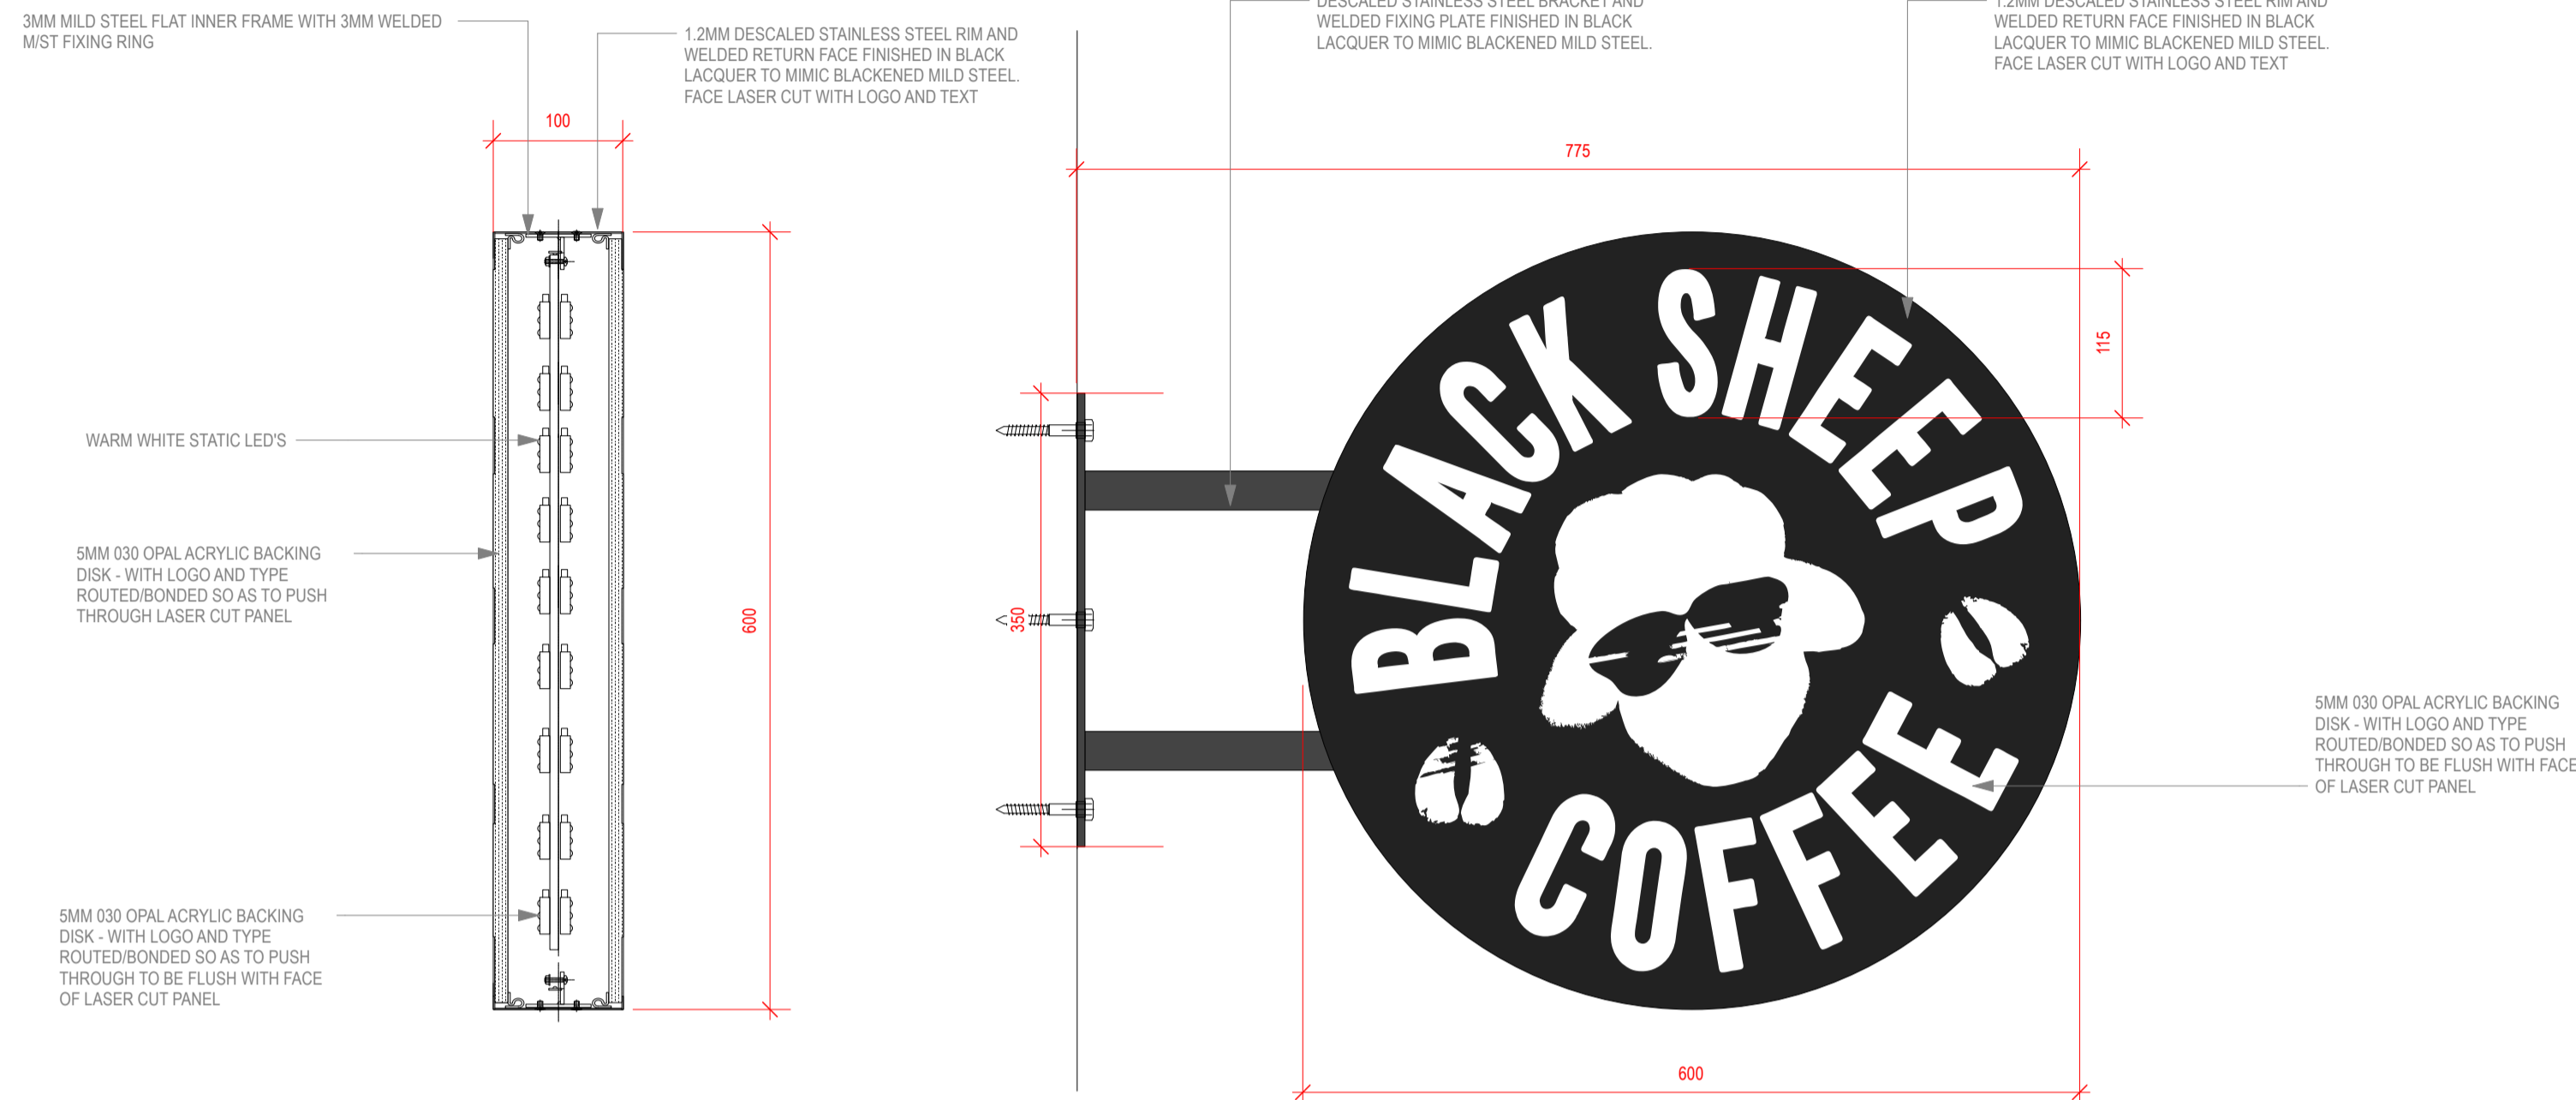 3MM MILD STEEL FLAT INNER FRAME WITH 3MM WELDED
M/ST FIXING RING
1.2MM DESCALED STAINLESS STEEL RIM AND
WELDED RETURN FACE FINISHED IN BLACK
LACQUER TO MIMIC BLACKENED MILD STEEL.
FACE LASER CUT WITH LOGO AND TEXT
DESCALED STAINLESS STEEL BRACKET AND
WELDED FIXING PLATE FINISHED IN BLACK
LACQUER TO MIMIC BLACKENED MILD STEEL.
1.2MM DESCALED STAINLESS STEEL RIM AND
WELDED RETURN FACE FINISHED IN BLACK
LACQUER TO MIMIC BLACKENED MILD STEEL.
FACE LASER CUT WITH LOGO AND TEXT
100
775
115
WARM WHITE STATIC LED'S
5MM 030 OPAL ACRYLIC BACKING
DISK - WITH LOGO AND TYPE
ROUTED/BONDED SO AS TO PUSH
THROUGH LASER CUT PANEL
600
350
BLACK SHEEP
COFFEE
5MM 030 OPAL ACRYLIC BACKING
DISK - WITH LOGO AND TYPE
ROUTED/BONDED SO AS TO PUSH
THROUGH TO BE FLUSH WITH FACE
OF LASER CUT PANEL
5MM 030 OPAL ACRYLIC BACKING
DISK - WITH LOGO AND TYPE
ROUTED/BONDED SO AS TO PUSH
THROUGH TO BE FLUSH WITH FACE
OF LASER CUT PANEL
600